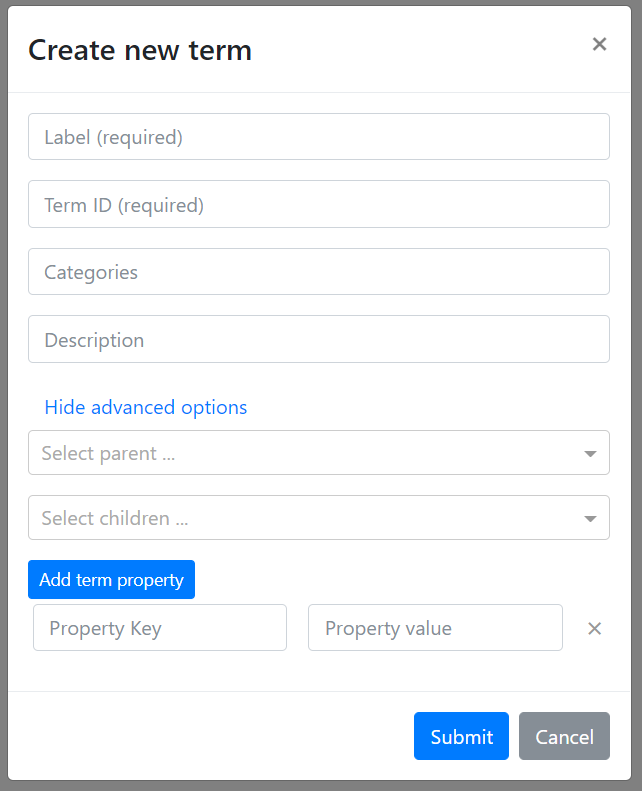 Create new term
×
Label (required)
Term ID (required)
Categories
Description
Hide advanced options
Select parent ...
Select children ...
Add term property
Property Key Property value ×
Submit Cancel